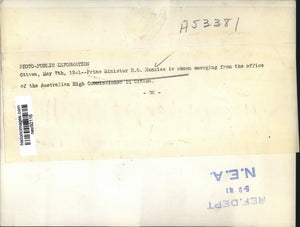 A53381
PHOTO-PUBLIC INFORMATION
Ottawa, May 7th, 1941--Prime Minister R.G. Menzies is shown emerging from the office
of the Australian High Commissioner in Ottawa.
- 30 -
REF. DEPT
41
N.E.A.